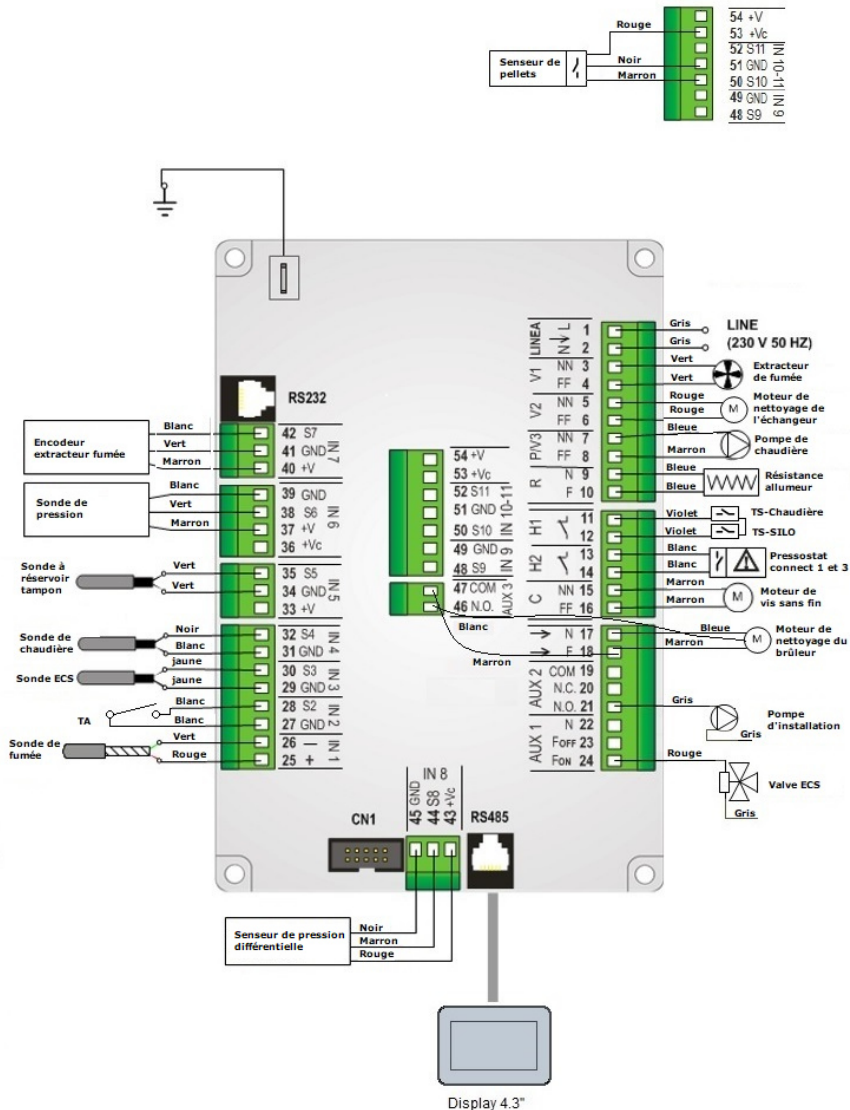 54 +V
53 +Vc
52 S11
51 GND
50 S10
49 GND
48 S9
IN 10-11
IN 9
Rouge
Noir
Marron
Senseur de
pellets
RS232
Blanc
Vert
Marron
Encodeur
extracteur fumée
42 S7
41 GND
40 +V
IN 7
Blanc
Vert
Marron
Sonde de
pression
39 GND
38 S6
37 +V
36 +Vc
IN 6
Sonde à
réservoir
tampon
Vert
Vert
35 S5
34 GND
33 +V
IN 5
Sonde de
chaudière
Noir
Blanc
32 S4
31 GND
IN 4
Sonde ECS
jaune
jaune
30 S3
29 GND
IN 3
TA
Blanc
Blanc
28 S2
27 GND
IN 2
Sonde de
fumée
Vert
Rouge
26 —
25 +
IN 1
54 +V
53 +Vc
52 S11
51 GND
50 S10
49 GND
48 S9
47 COM
46 N.O.
IN 10-11
IN 9
AUX 3
Blanc
Marron
LINEA
N L
1
2
V1
NN 3
FF 4
V2
NN 5
FF 6
P/V3
NN 7
FF 8
R
N 9
F 10
H1
11
12
H2
13
14
C
NN 15
FF 16
N 17
F 18
AUX 2
COM 19
N.C. 20
N.O. 21
AUX 1
N 22
FOFF 23
FON 24
Gris
Gris
LINE
(230 V 50 HZ)
Vert
Vert
Extracteur
de fumée
Rouge
Rouge
M
Moteur de
nettoyage de
l'échangeur
Bleue
Marron
Pompe de
chaudière
Bleue
Bleue
Résistance
allumeur
Violet
TS-Chaudière
Violet
TS-SILO
Blanc
Blanc
Pressostat
connect 1 et 3
Marron
Marron
M
Moteur de
vis sans fin
Bleue
Marron
M
Moteur de
nettoyage du
brûleur
Gris
Gris
Pompe
d'installation
Rouge
Gris
Valve ECS
CN1
IN 8
45 GND
44 S8
43 +Vc
RS485
Senseur de pression
différentielle
Noir
Marron
Rouge
Display 4.3"